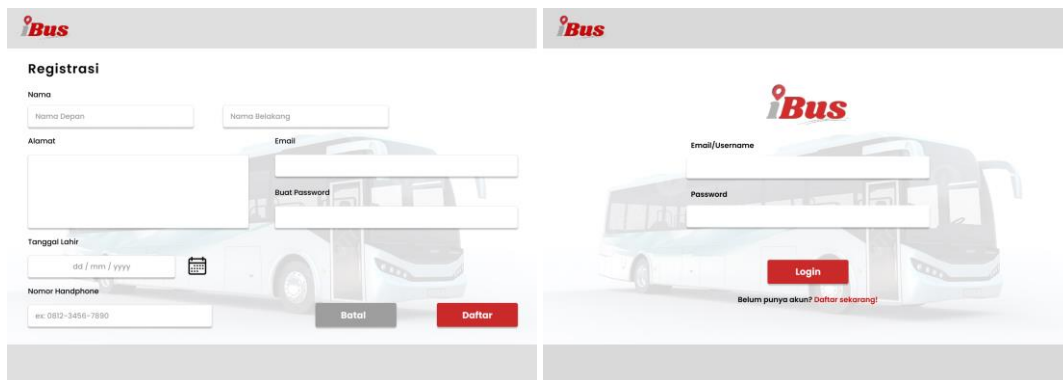 iBus
Registrasi
Nama
Nama Depan
Nama Belakang
Alamat
Email
Buat Password
Tanggal Lahir
dd / mm / yyyy
Nomor Handphone
ex: 0812-3456-7890
Batal
Daftar
iBus
iBus
Email/Username
Password
Login
Belum punya akun? Daftar sekarang!